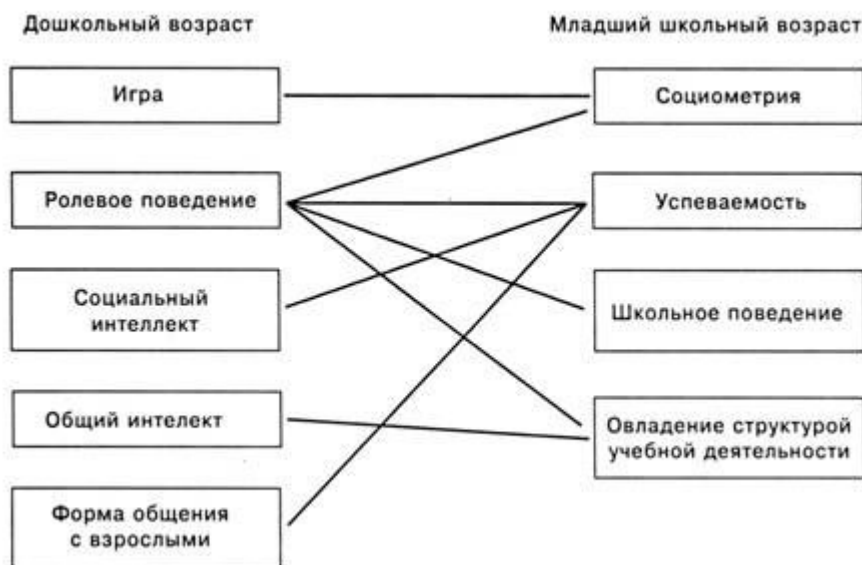 Дошкольный возраст
Младший школьный возраст
Игра
Социометрия
Ролевое поведение
Успеваемость
Социальный
интеллект
Школьное поведение
Общий интелект
Овладение структурой
учебной деятельности
Форма общения
с взрослыми